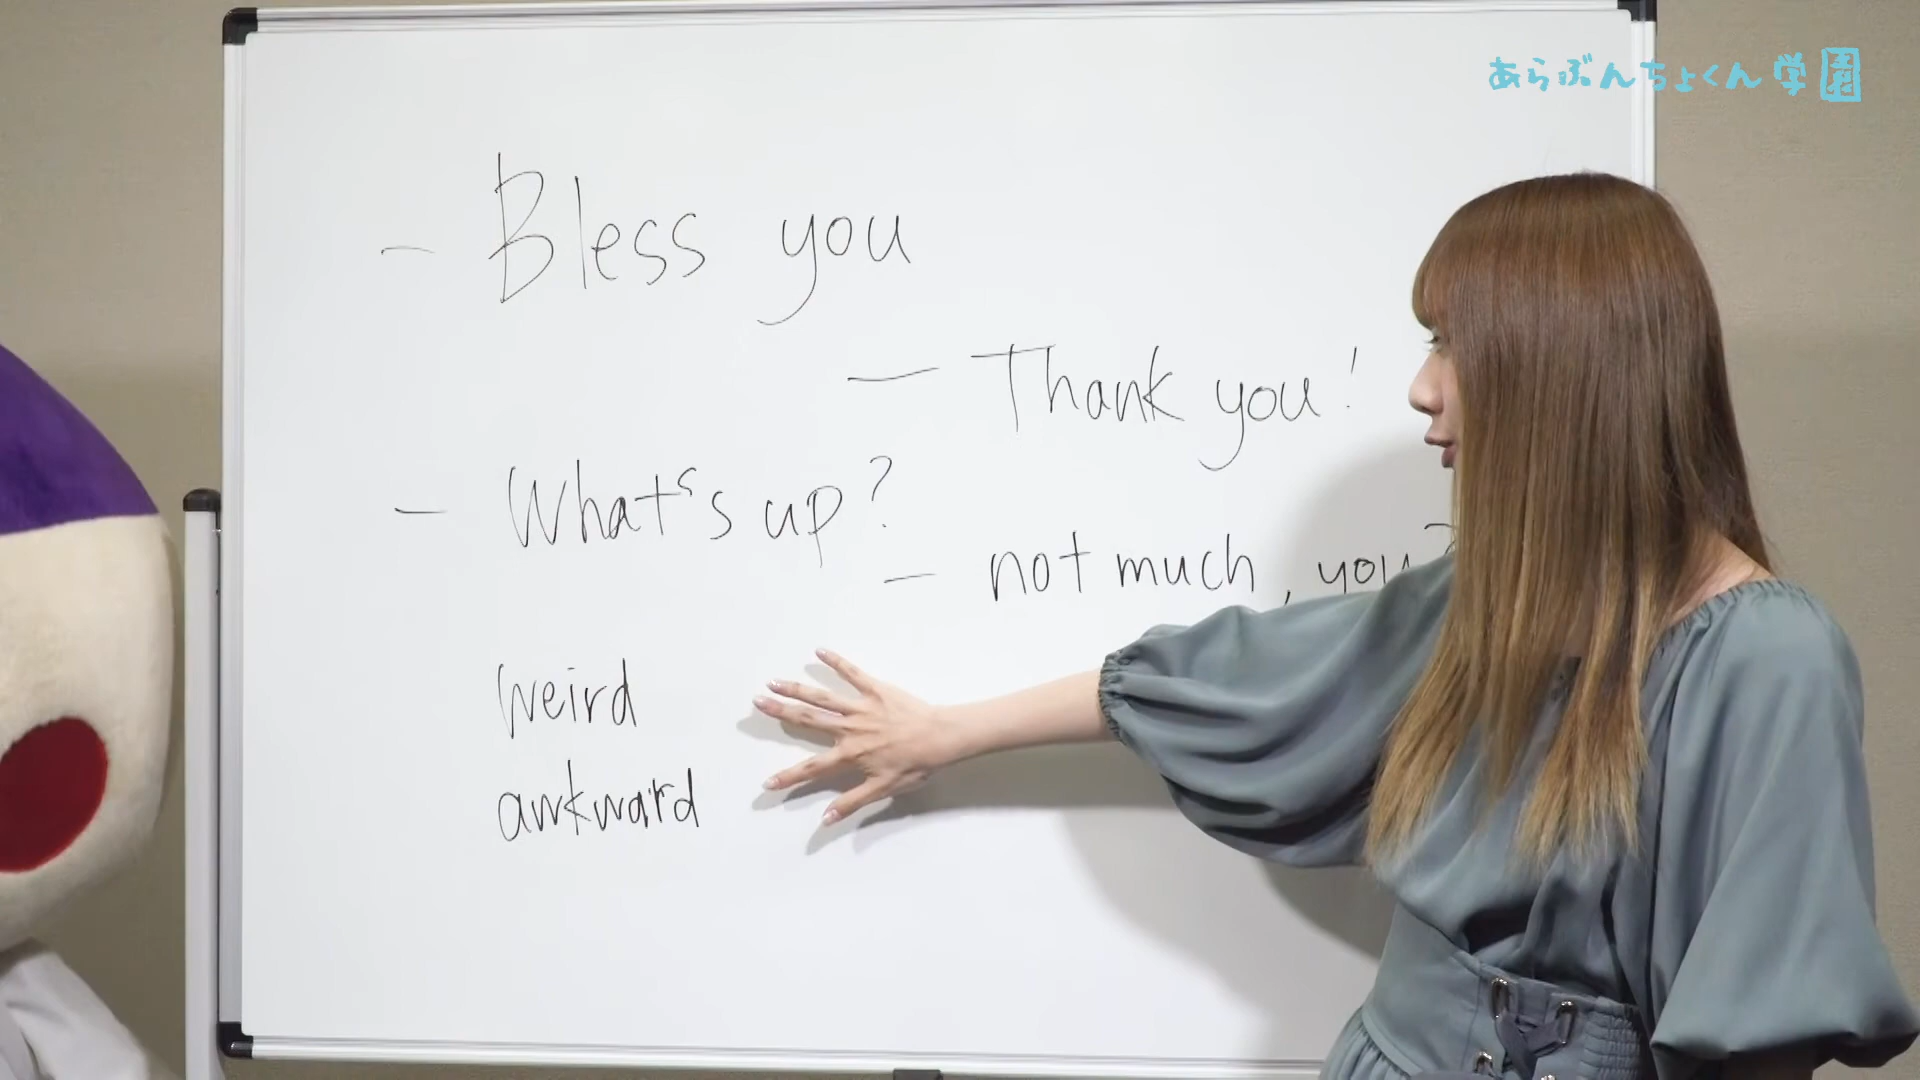 あらぶんちょくん学園
- Bless you
- Thank you!
- What's up?
- not much, you?
weird
awkward